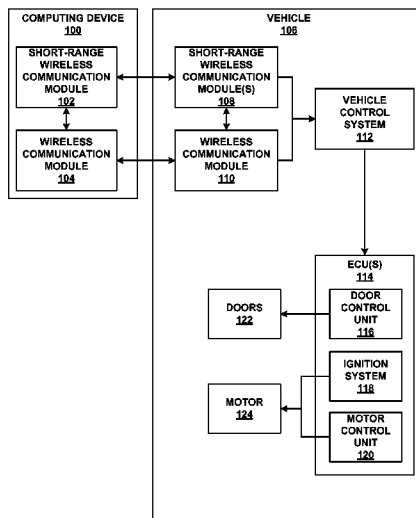 COMPUTING DEVICE
100
SHORT-RANGE
WIRELESS
COMMUNICATION
MODULE
102
WIRELESS
COMMUNICATION
MODULE
104
VEHICLE
106
SHORT-RANGE
WIRELESS
COMMUNICATION
MODULE(S)
108
WIRELESS
COMMUNICATION
MODULE
110
VEHICLE
CONTROL
SYSTEM
112
ECU(S)
114
DOOR
CONTROL
UNIT
116
DOORS
122
IGNITION
SYSTEM
118
MOTOR
124
MOTOR
CONTROL
UNIT
120